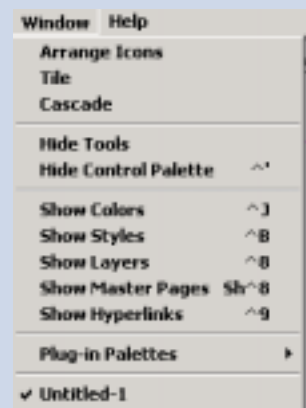 Window Help
Arrange Icons
Tile
Cascade
Hide Tools
Hide Control Palette ^'
Show Colors ^J
Show Styles ^B
Show Layers ^8
Show Master Pages Sh^8
Show Hyperlinks ^9
Plug-in Palettes
Untitled-1